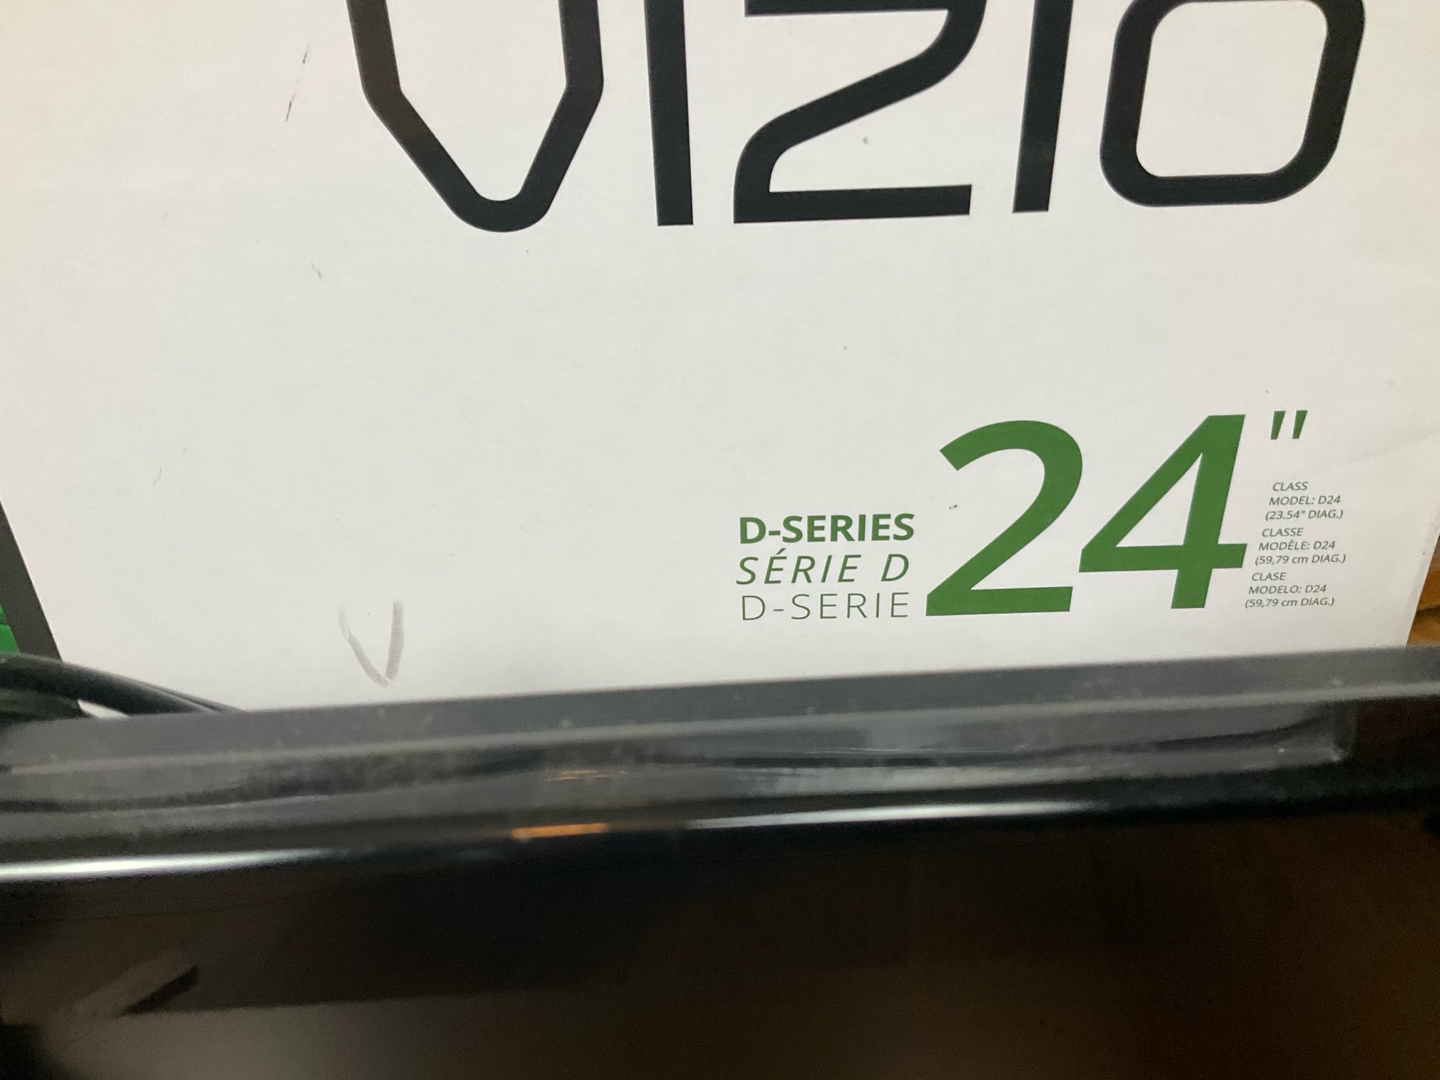 VIZIO
D-SERIES
SÉRIE D
D-SERIE
24"
CLASS
MODEL: D24
(23.54" DIAG.)
CLASSE
MODÈLE: D24
(59,79 cm DIAG.)
CLASE
MODELO: D24
(59,79 cm DIAG.)